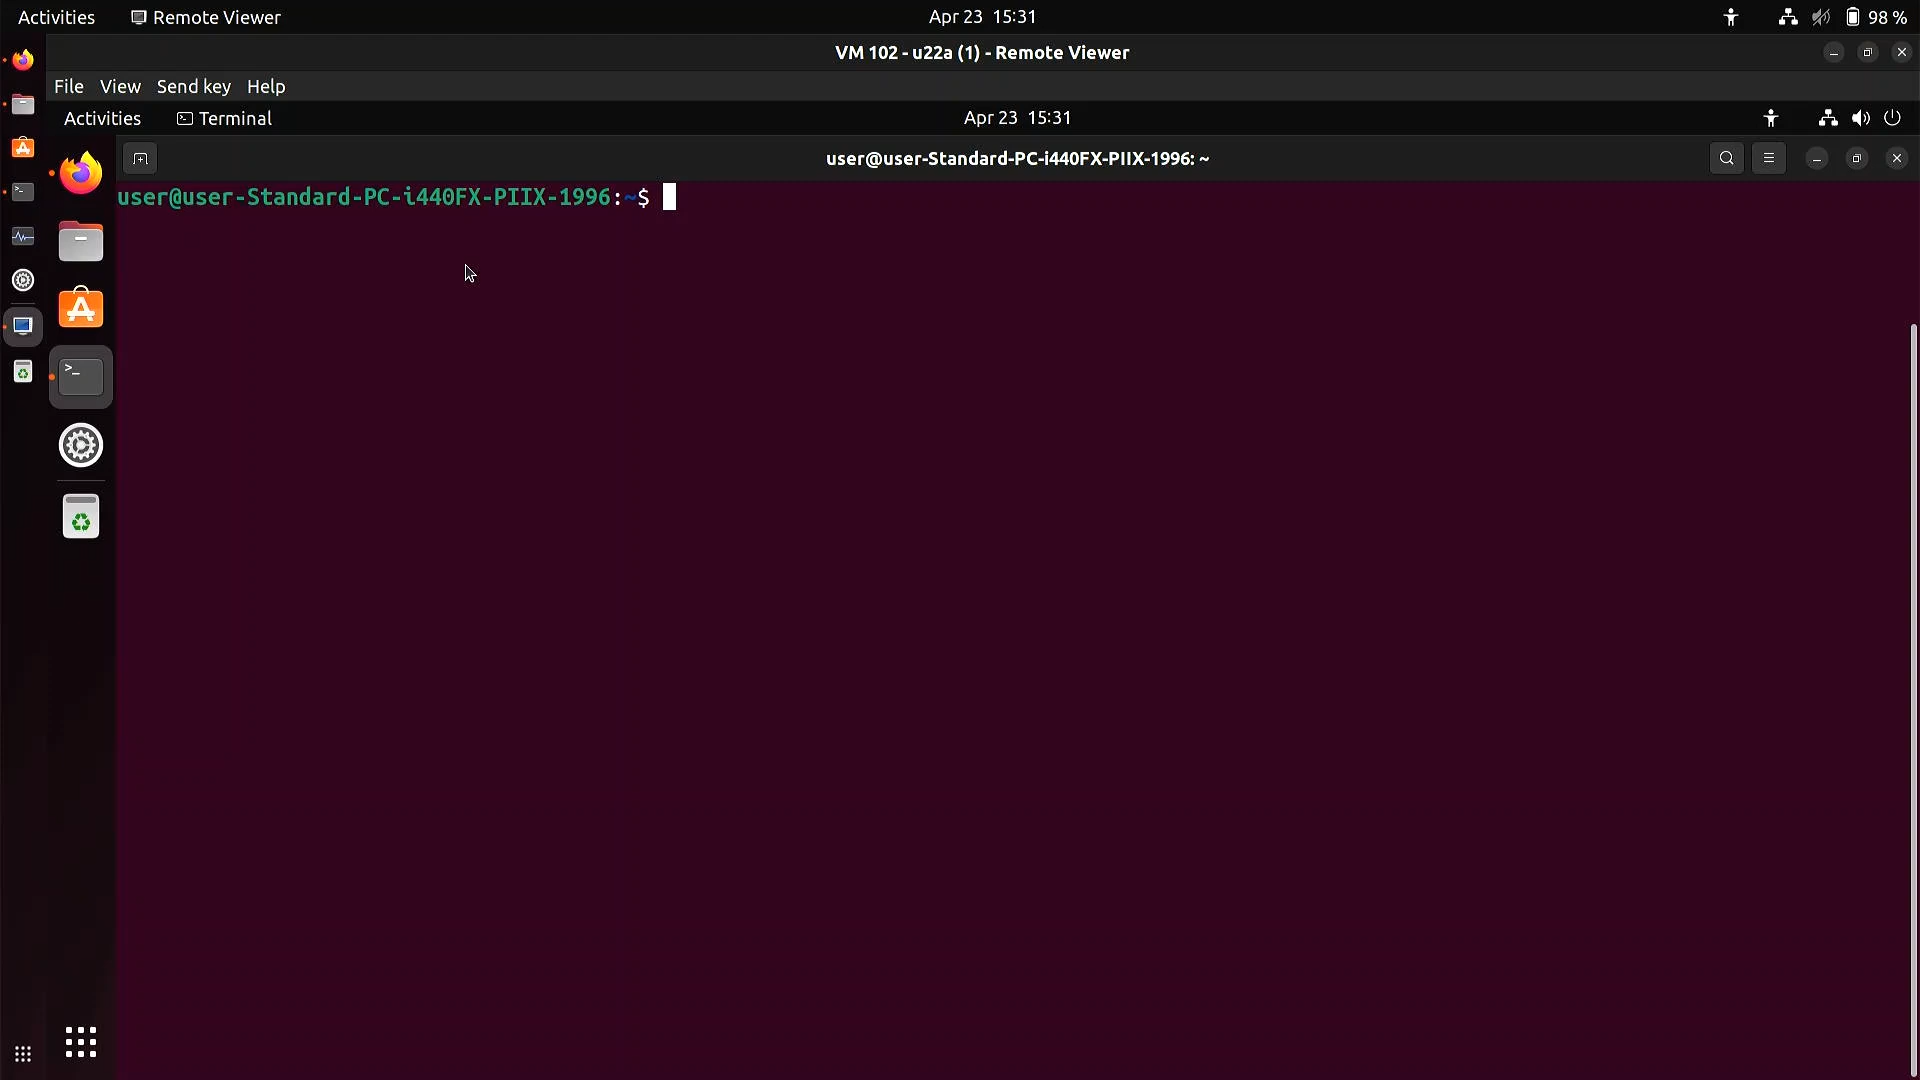 Activities Remote Viewer Apr 23 15:31 98 %
VM 102 - u22a (1) - Remote Viewer
File View Send key Help
Activities Terminal Apr 23 15:31
user@user-Standard-PC-i440FX-PIIX-1996: ~
user@user-Standard-PC-i440FX-PIIX-1996:~$